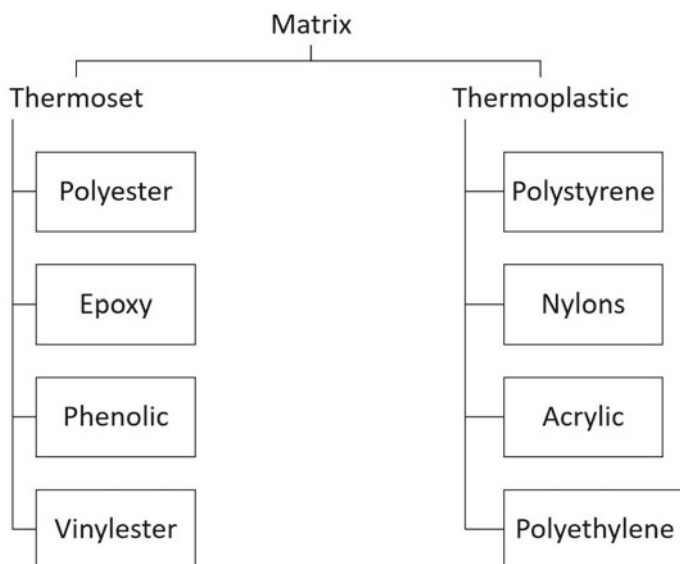 Matrix
Thermoset
Polyester
Epoxy
Phenolic
Vinylester
Thermoplastic
Polystyrene
Nylons
Acrylic
Polyethylene